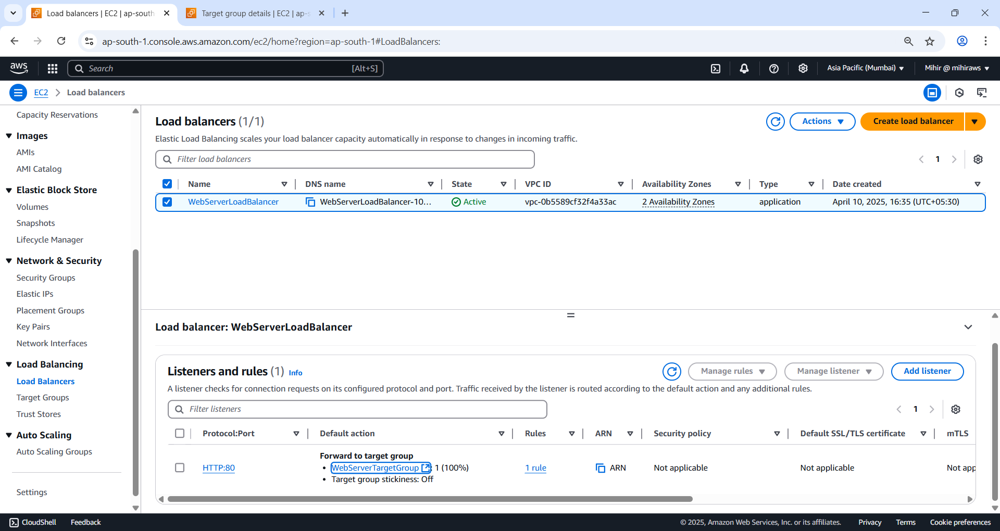 Load balancers | EC2 | ap-south
Target group details | EC2 | ap-s
ap-south-1.console.aws.amazon.com/ec2/home?region=ap-south-1#LoadBalancers:
aws
Search
[Alt+S]
Asia Pacific (Mumbai)
Mihir @ mihiraws
EC2
Load balancers
Capacity Reservations
Images
AMIs
AMI Catalog
Elastic Block Store
Volumes
Snapshots
Lifecycle Manager
Network & Security
Security Groups
Elastic IPs
Placement Groups
Key Pairs
Network Interfaces
Load Balancing
Load Balancers
Target Groups
Trust Stores
Auto Scaling
Auto Scaling Groups
Settings
Load balancers (1/1)
Actions
Create load balancer
Elastic Load Balancing scales your load balancer capacity automatically in response to changes in incoming traffic.
Filter load balancers
1
Name DNS name State VPC ID Availability Zones Type Date created
WebServerLoadBalancer WebServerLoadBalancer-10... Active vpc-0b5589cf32f4a33ac 2 Availability Zones application April 10, 2025, 16:35 (UTC+05:30)
Load balancer: WebServerLoadBalancer
Listeners and rules (1) Info
Manage rules
Manage listener
Add listener
A listener checks for connection requests on its configured protocol and port. Traffic received by the listener is routed according to the default action and any additional rules.
Filter listeners
1
Protocol:Port Default action Rules ARN Security policy Default SSL/TLS certificate mTLS
Forward to target group
HTTP:80 • WebServerTargetGroup : 1 (100%) 1 rule ARN Not applicable Not applicable Not app
• Target group stickiness: Off
CloudShell Feedback © 2025, Amazon Web Services, Inc. or its affiliates. Privacy Terms Cookie preferences